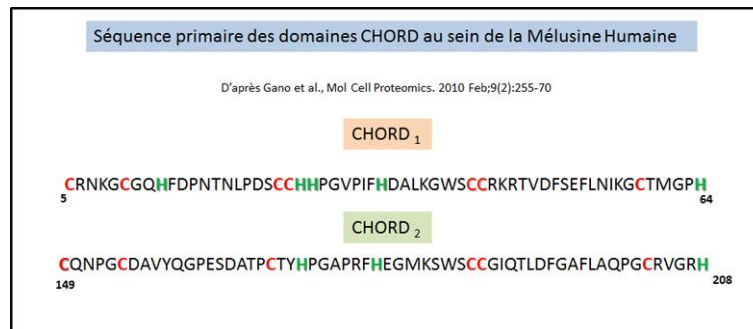 Séquence primaire des domaines CHORD au sein de la Mélusine Humaine
D'après Gano et al., Mol Cell Proteomics. 2010 Feb;9(2):255-70
CHORD 1
CRNKGCGQHFDPNTNLPDSCCHHPGVPIFHDALKGWSCCRKRTVDFSEFLNIKGCTMGPH
5 64
CHORD 2
CQNPGCDAVYQGPESDATPCTYHPGAPRFHEGMKSWSCCGIQTLDFGAFLAQPGCRVGRH
149 208